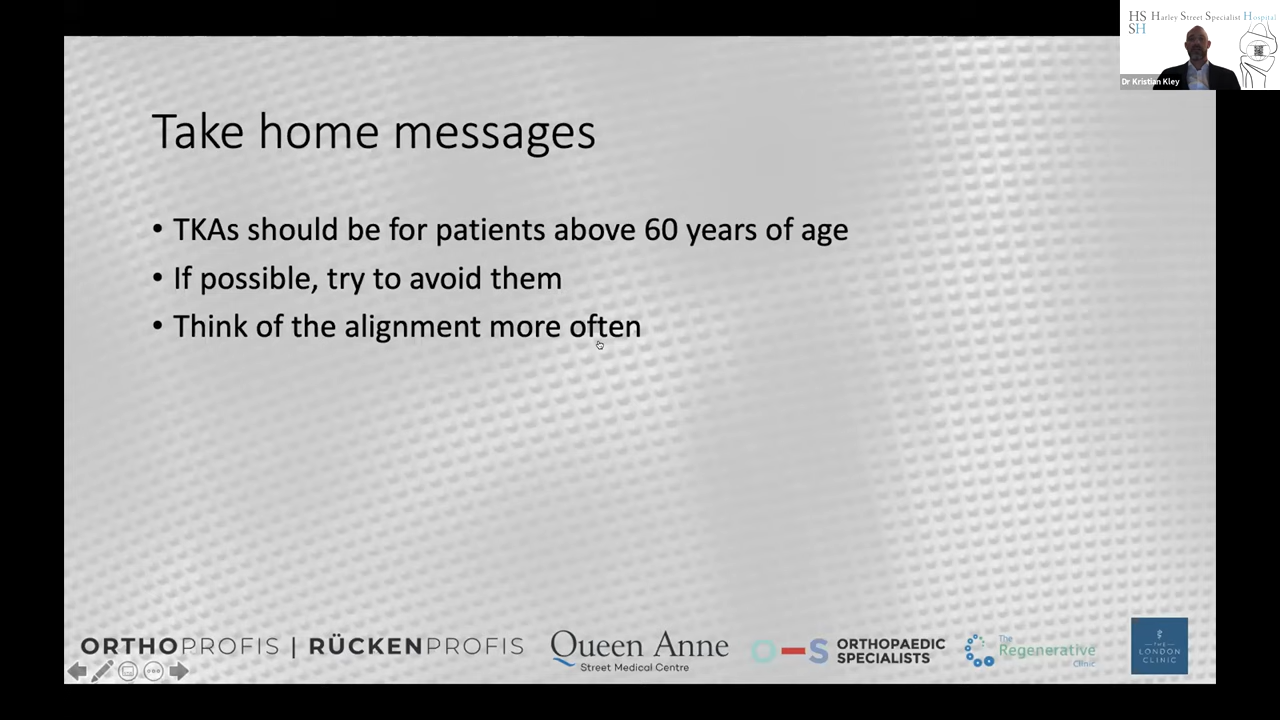 HS Harley Street Specialist Hospital
SH
Dr Kristian Kley
Take home messages
• TKAs should be for patients above 60 years of age
• If possible, try to avoid them
• Think of the alignment more often
ORTHOPROFIS | RÜCKENPROFIS
Queen Anne
Street Medical Centre
O–S ORTHOPAEDIC
SPECIALISTS
The
Regenerative
Clinic
THE
LONDON
CLINIC